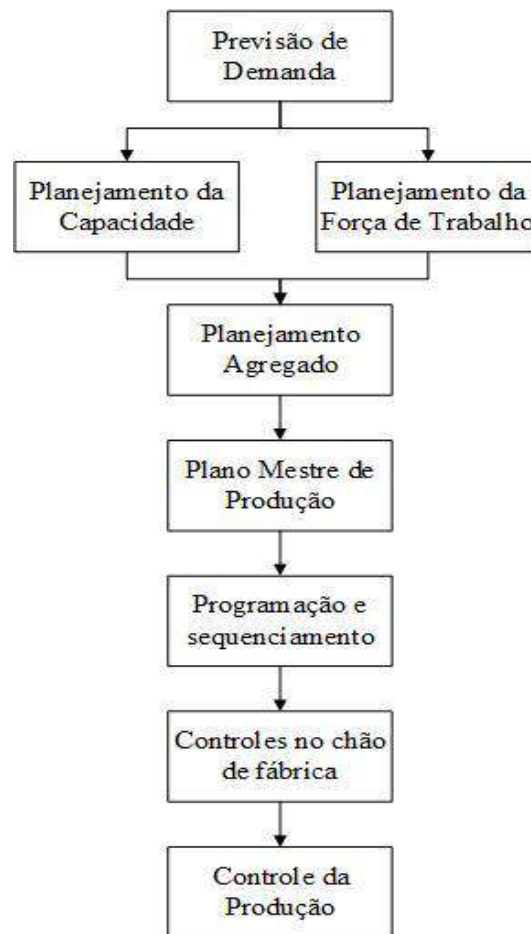 Previsão de
Demanda
Planejamento da
Capacidade
Planejamento da
Força de Trabalho
Planejamento
Agregado
Plano Mestre de
Produção
Programação e
sequenciamento
Controles no chão
de fábrica
Controle da
Produção